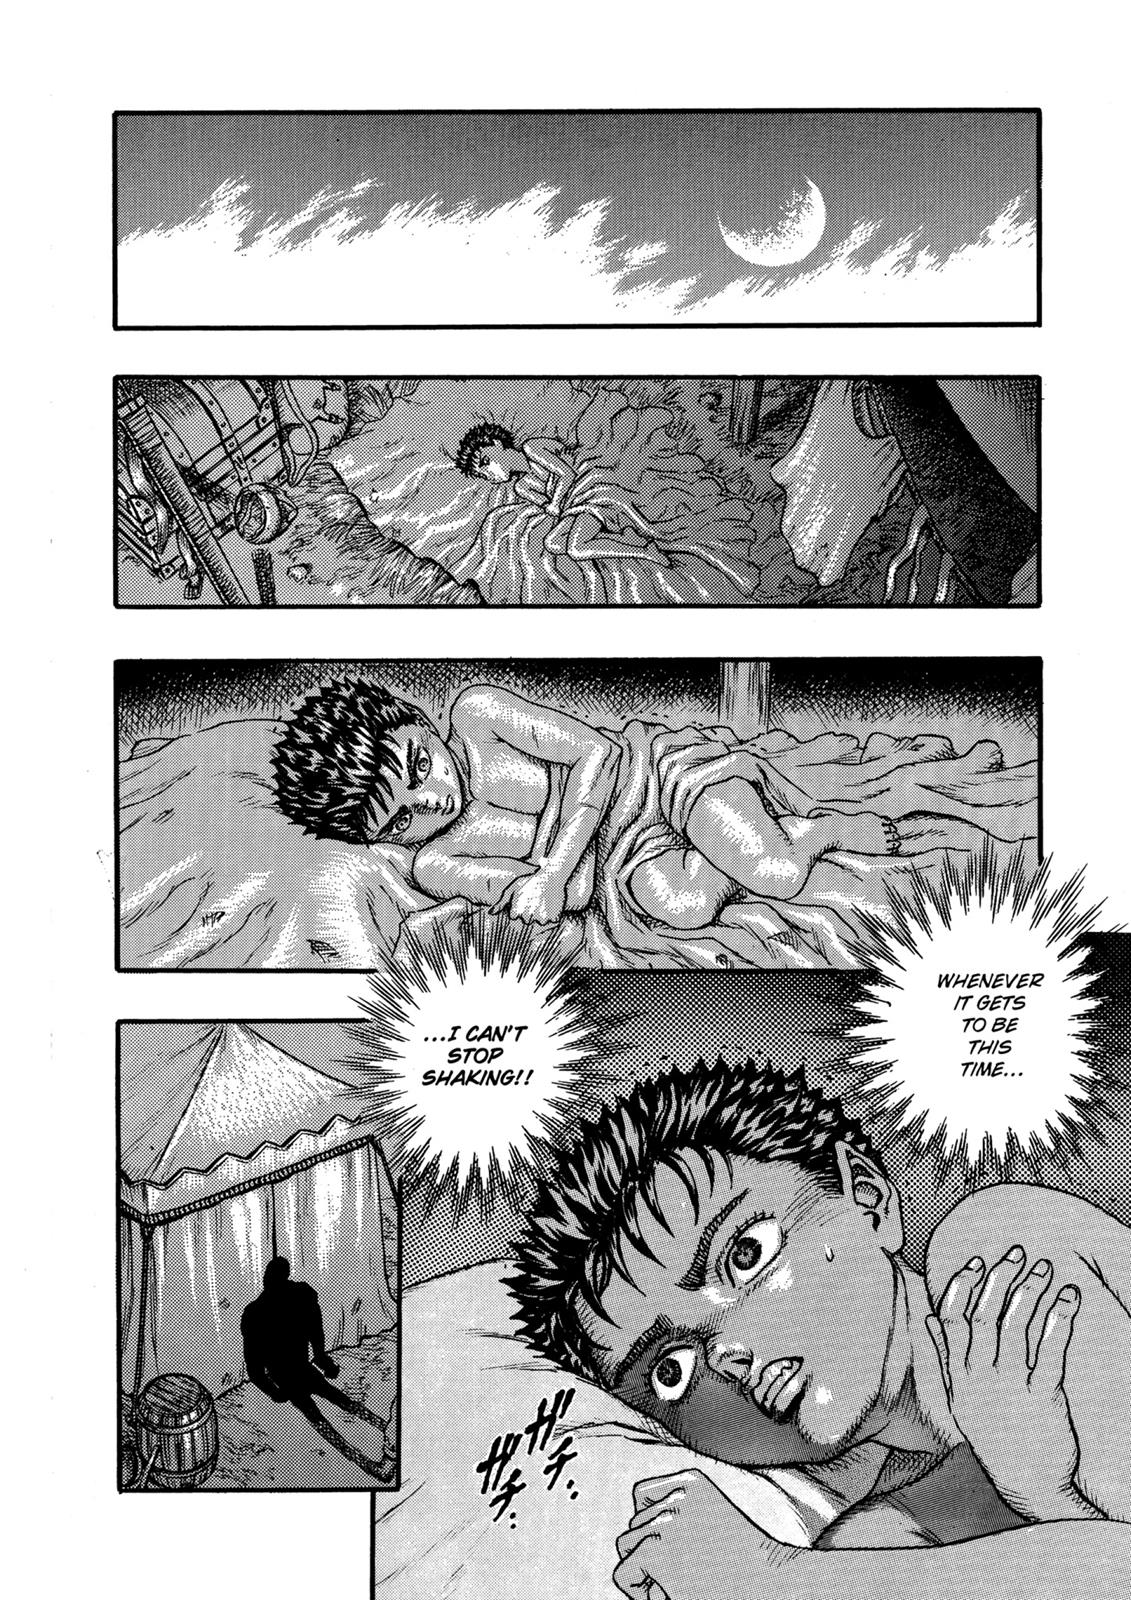 WHENEVER
IT GETS
TO BE
THIS
TIME...
...I CAN'T
STOP
SHAKING!!
ガチ
ガチ